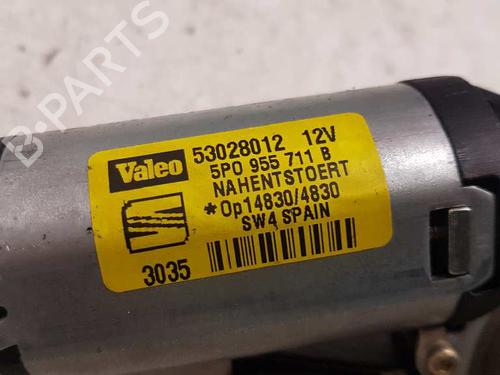 B-PARTS
Valeo 53028012 12V
5P0 955 711 B
NAHENTSTOERT
*Op14830/4830
SW4 SPAIN
3035